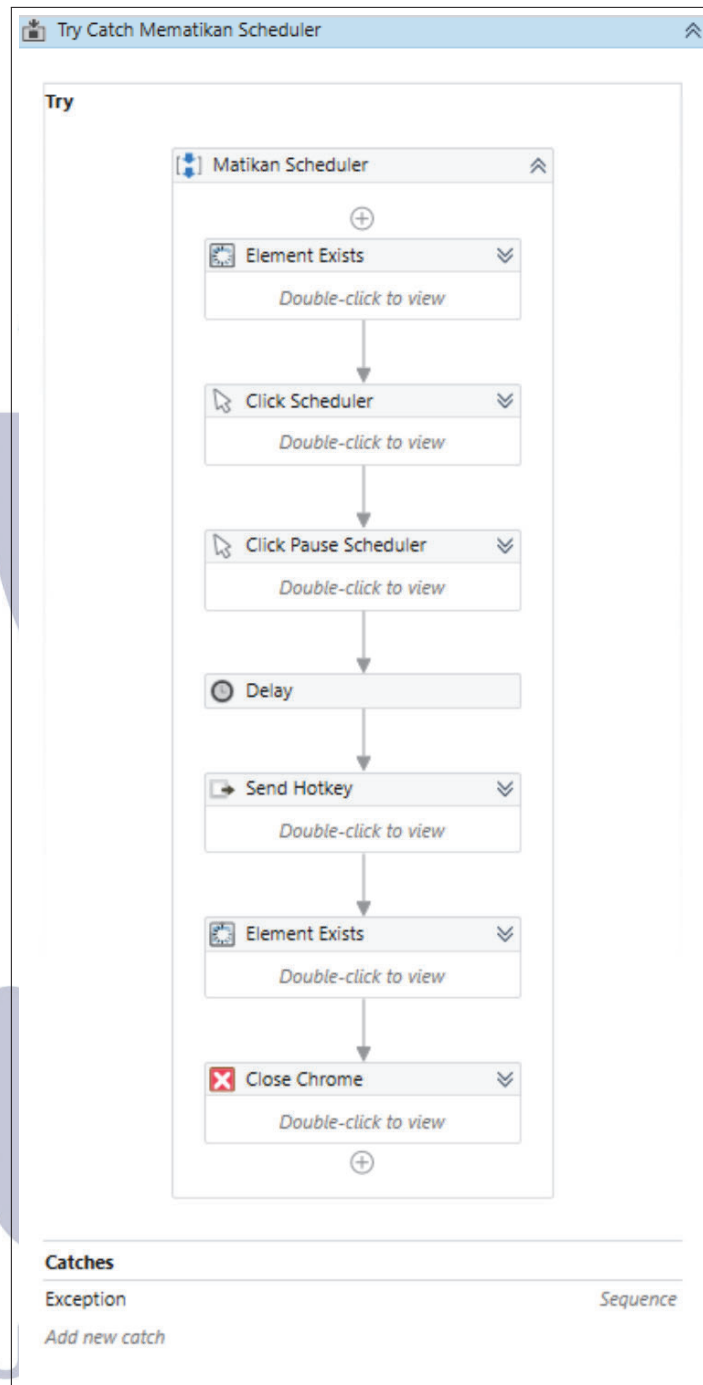 Try Catch Mematikan Scheduler
Try
Matikan Scheduler
Element Exists
Double-click to view
Click Scheduler
Double-click to view
Click Pause Scheduler
Double-click to view
Delay
Send Hotkey
Double-click to view
Element Exists
Double-click to view
Close Chrome
Double-click to view
Catches
Exception Sequence
Add new catch